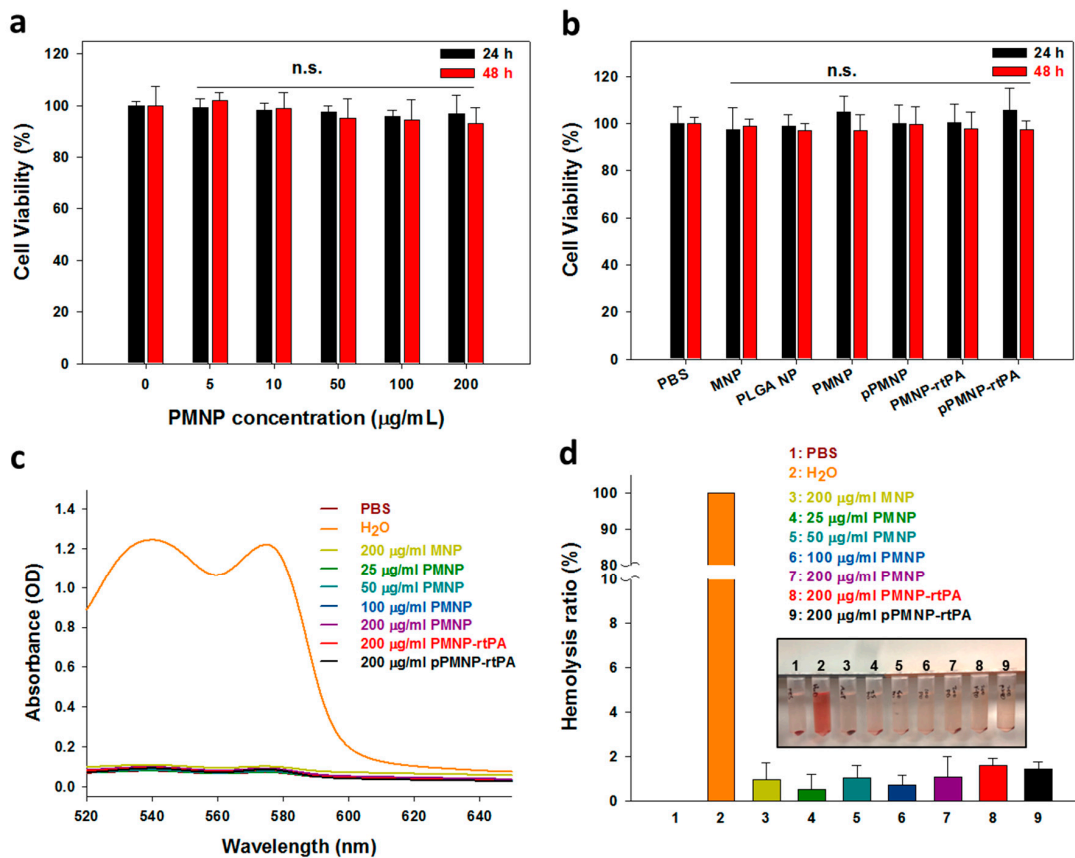 a
120
100
80
60
40
20
0
Cell Viability (%)
24 h
48 h
n.s.
0 5 10 50 100 200
PMNP concentration (μg/mL)
b
120
100
80
60
40
20
0
Cell Viability (%)
24 h
48 h
n.s.
PBS MNP PLGA NP PMNP pPMNP PMNP-rtPA pPMNP-rtPA
c
1.4
1.2
1.0
0.8
0.6
0.4
0.2
0.0
Absorbance (OD)
PBS
H2O
200 μg/ml MNP
25 μg/ml PMNP
50 μg/ml PMNP
100 μg/ml PMNP
200 μg/ml PMNP
200 μg/ml PMNP-rtPA
200 μg/ml pPMNP-rtPA
520 540 560 580 600 620 640
Wavelength (nm)
d
1: PBS
2: H2O
3: 200 μg/ml MNP
4: 25 μg/ml PMNP
5: 50 μg/ml PMNP
6: 100 μg/ml PMNP
7: 200 μg/ml PMNP
8: 200 μg/ml PMNP-rtPA
9: 200 μg/ml pPMNP-rtPA
100
90
80
10
8
6
4
2
0
Hemolysis ratio (%)
1 2 3 4 5 6 7 8 9
1 2 3 4 5 6 7 8 9